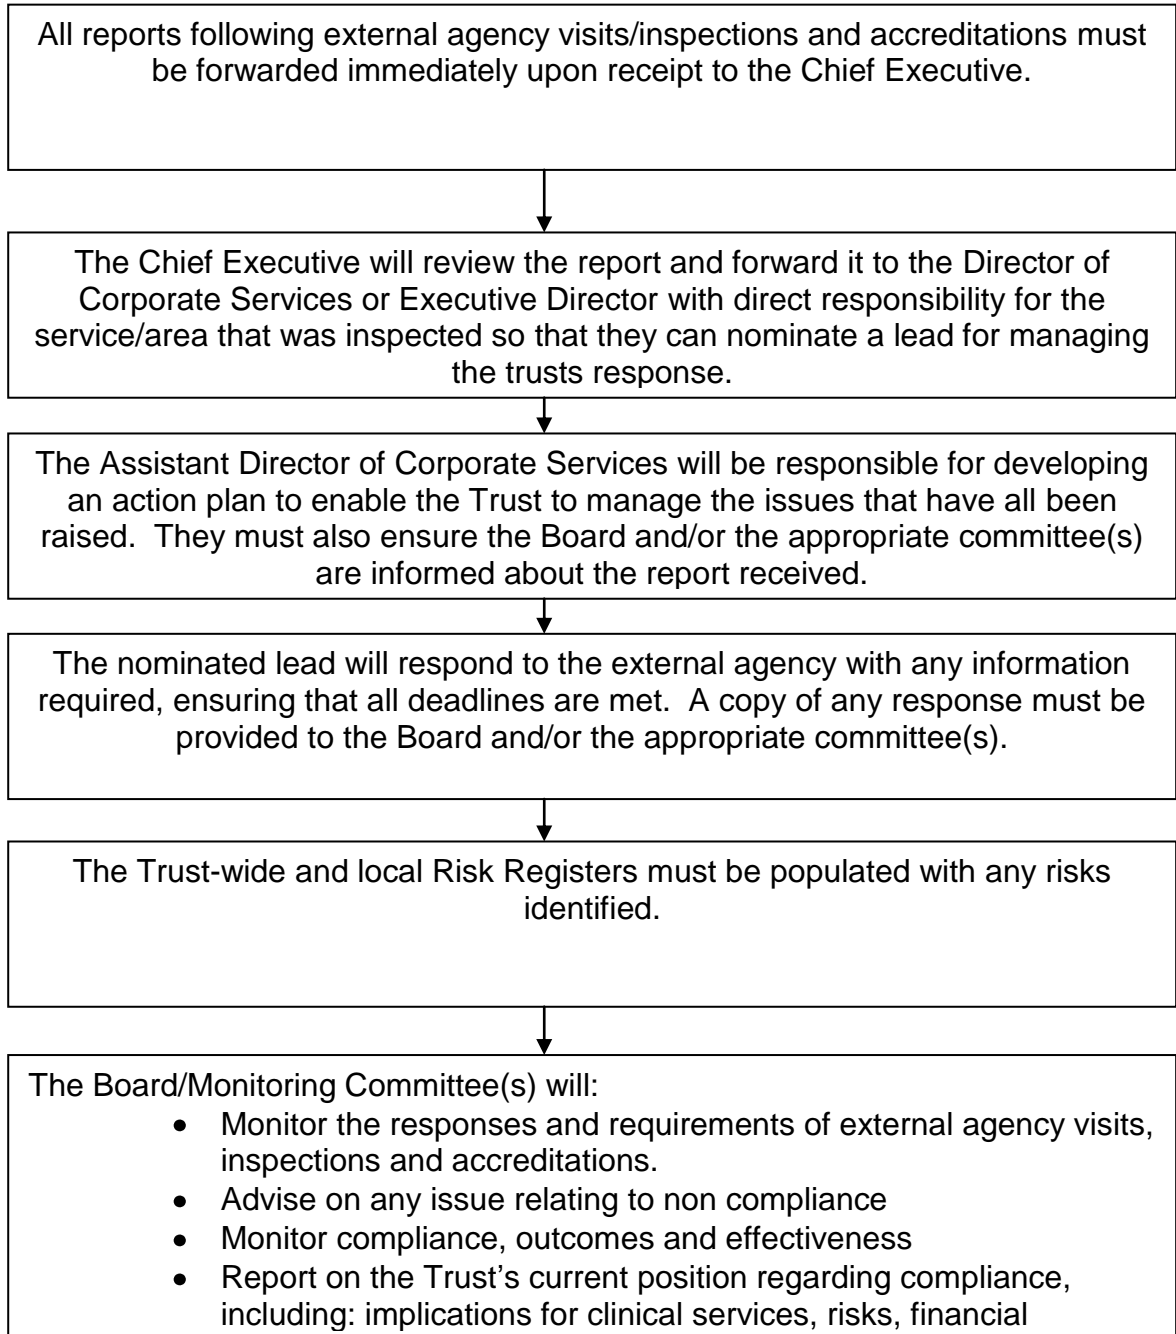 All reports following external agency visits/inspections and accreditations must
be forwarded immediately upon receipt to the Chief Executive.
The Chief Executive will review the report and forward it to the Director of
Corporate Services or Executive Director with direct responsibility for the
service/area that was inspected so that they can nominate a lead for managing
the trusts response.
The Assistant Director of Corporate Services will be responsible for developing
an action plan to enable the Trust to manage the issues that have all been
raised.  They must also ensure the Board and/or the appropriate committee(s)
are informed about the report received.
The nominated lead will respond to the external agency with any information
required, ensuring that all deadlines are met.  A copy of any response must be
provided to the Board and/or the appropriate committee(s).
The Trust-wide and local Risk Registers must be populated with any risks
identified.
The Board/Monitoring Committee(s) will:
• Monitor the responses and requirements of external agency visits,
inspections and accreditations.
• Advise on any issue relating to non compliance
• Monitor compliance, outcomes and effectiveness
• Report on the Trust’s current position regarding compliance,
including: implications for clinical services, risks, financial